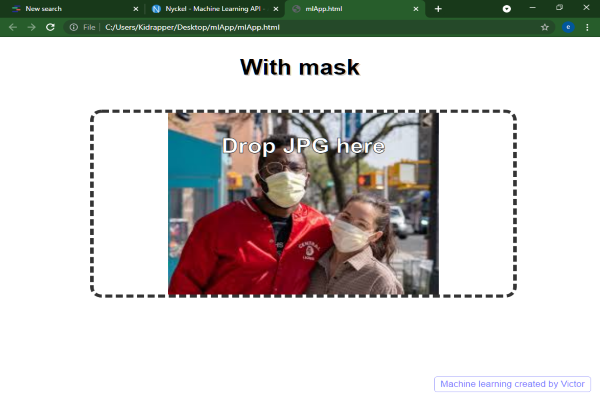 New search
Nyckel - Machine Learning API -
mlApp.html
File
C:/Users/Kidrapper/Desktop/mlApp/mlApp.html
e
With mask
Drop JPG here
CENTRAL
Machine learning created by Victor